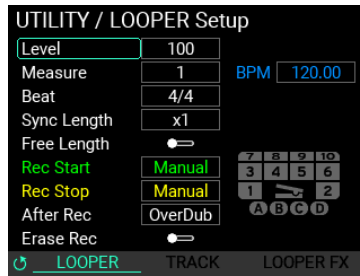 UTILITY / LOOPER Setup
Level 100
Measure 1 BPM 120.00
Beat 4/4
Sync Length x1
Free Length
Rec Start Manual
Rec Stop Manual
After Rec OverDub
Erase Rec
7 8 9 10
3 4 5 6
1 2
A B C D
LOOPER TRACK LOOPER FX